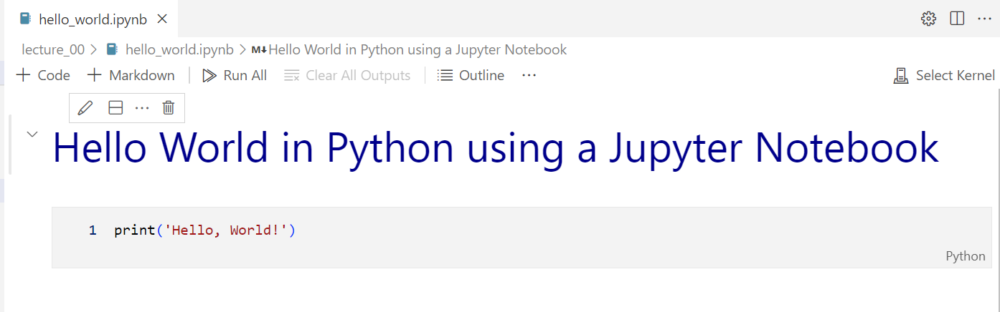 hello_world.ipynb
lecture_00 > hello_world.ipynb > M↓Hello World in Python using a Jupyter Notebook
+ Code + Markdown Run All Clear All Outputs Outline ... Select Kernel
Hello World in Python using a Jupyter Notebook
1 print('Hello, World!')
Python